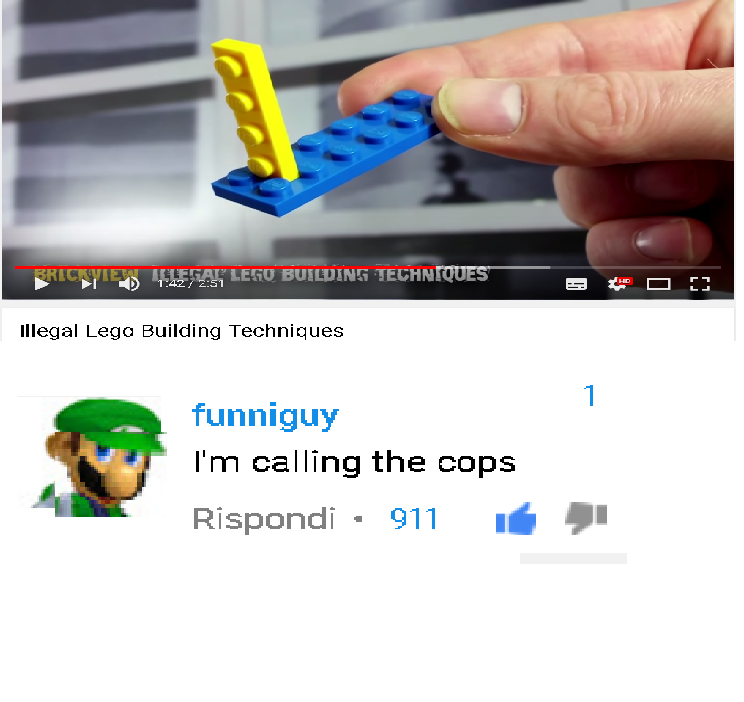 BRICKVIEW ILLEGAL LEGO BUILDING TECHNIQUES
1:42 / 2:51
HD
Illegal Lego Building Techniques
funniguy
1
I'm calling the cops
Rispondi • 911